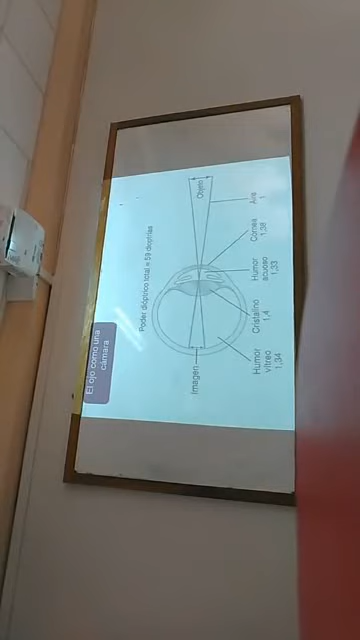 El ojo como una
cámara
Poder dióptrico total = 59 dioptrías
Objeto
Imagen
Aire
1
Córnea
1,38
Humor
acuoso
1,33
Cristalino
1,4
Humor
vítreo
1,34